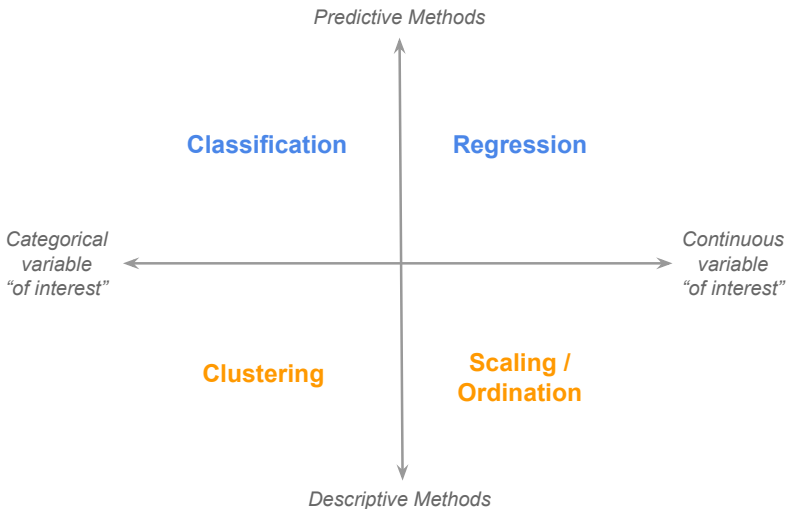 Predictive Methods
Classification
Regression
Categorical
variable
“of interest”
Continuous
variable
“of interest”
Clustering
Scaling /
Ordination
Descriptive Methods